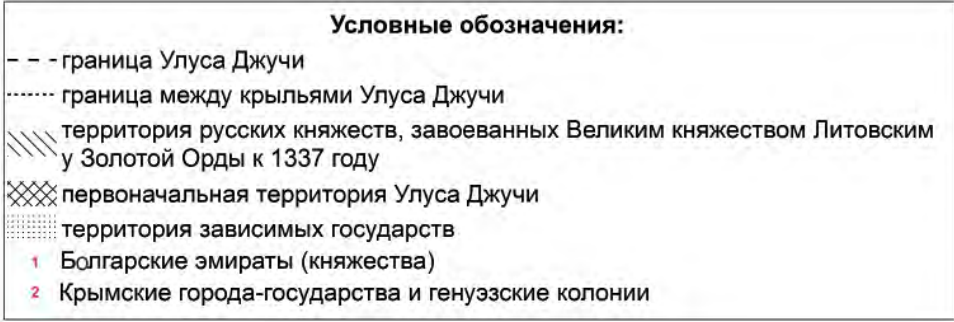 Условные обозначения:
граница Улуса Джучи
граница между крыльями Улуса Джучи
территория русских княжеств, завоеванных Великим княжеством Литовским
у Золотой Орды к 1337 году
первоначальная территория Улуса Джучи
территория зависимых государств
1 Болгарские эмираты (княжества)
2 Крымские города-государства и генуэзские колонии